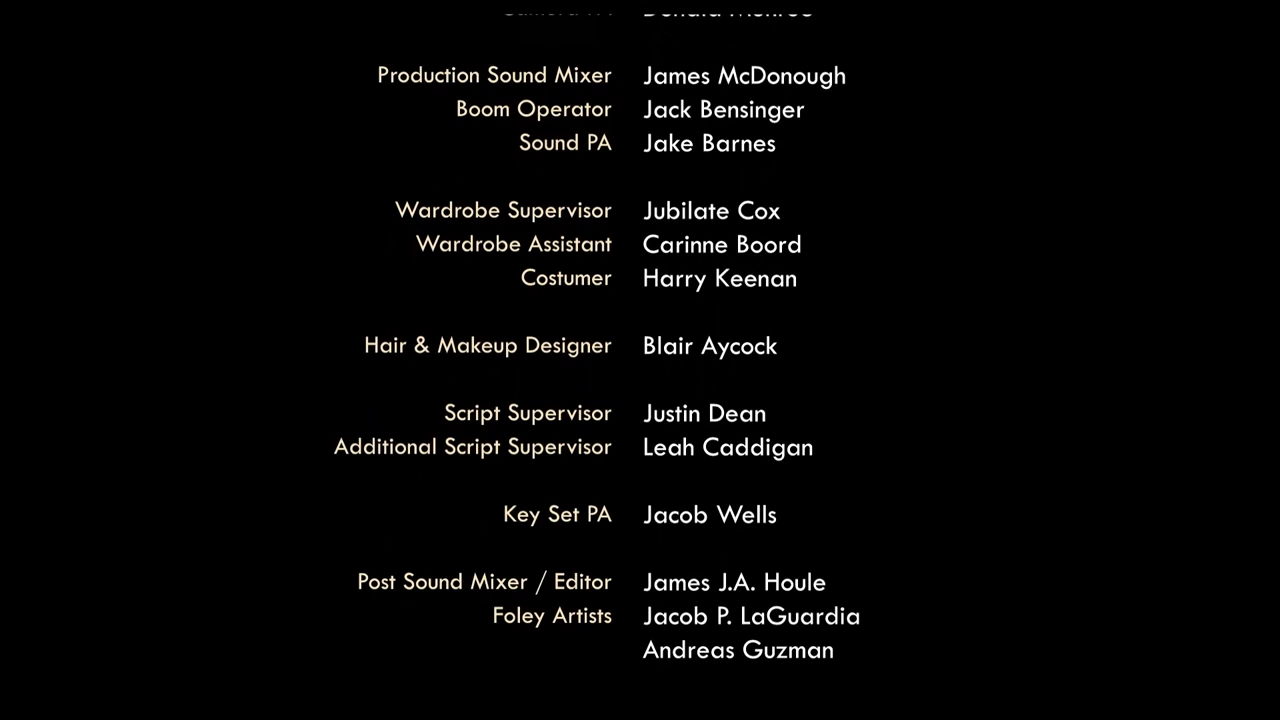 Production Sound Mixer James McDonough
Boom Operator Jack Bensinger
Sound PA Jake Barnes
Wardrobe Supervisor Jubilate Cox
Wardrobe Assistant Carinne Boord
Costumer Harry Keenan
Hair & Makeup Designer Blair Aycock
Script Supervisor Justin Dean
Additional Script Supervisor Leah Caddigan
Key Set PA Jacob Wells
Post Sound Mixer / Editor James J.A. Houle
Foley Artists Jacob P. LaGuardia
Andreas Guzman